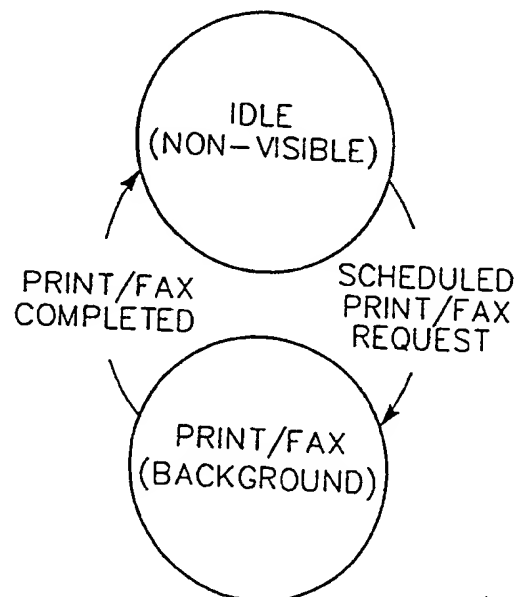 IDLE
(NON-VISIBLE)
PRINT/FAX
COMPLETED
SCHEDULED
PRINT/FAX
REQUEST
PRINT/FAX
(BACKGROUND)